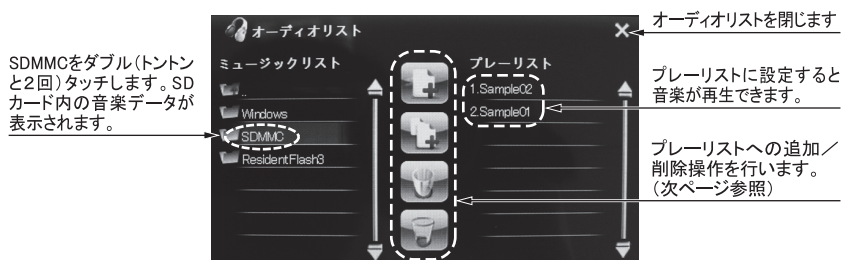 オーディオリスト
ミュージックリスト
..
Windows
SDMMC
ResidentFlash3
プレーリスト
1.Sample02
2.Sample01
SDMMCをダブル（トントン
と2回）タッチします。SD
カード内の音楽データが
表示されます。
オーディオリストを閉じます
プレーリストに設定すると
音楽が再生できます。
プレーリストへの追加／
削除操作を行います。
（次ページ参照）